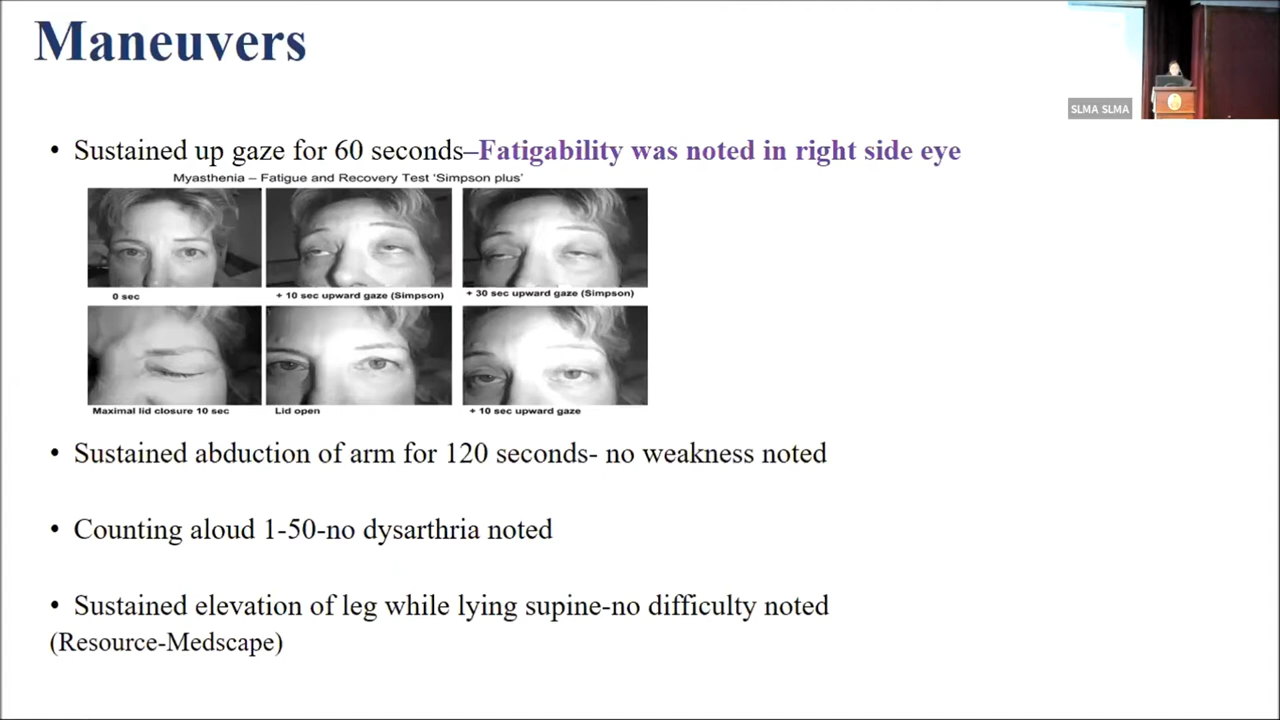 Maneuvers
SLMA SLMA
• Sustained up gaze for 60 seconds–Fatigability was noted in right side eye
Myasthenia – Fatigue and Recovery Test 'Simpson plus'
0 sec
+ 10 sec upward gaze (Simpson)
+ 30 sec upward gaze (Simpson)
Maximal lid closure 10 sec
Lid open
+ 10 sec upward gaze
• Sustained abduction of arm for 120 seconds- no weakness noted
• Counting aloud 1-50-no dysarthria noted
• Sustained elevation of leg while lying supine-no difficulty noted
(Resource-Medscape)